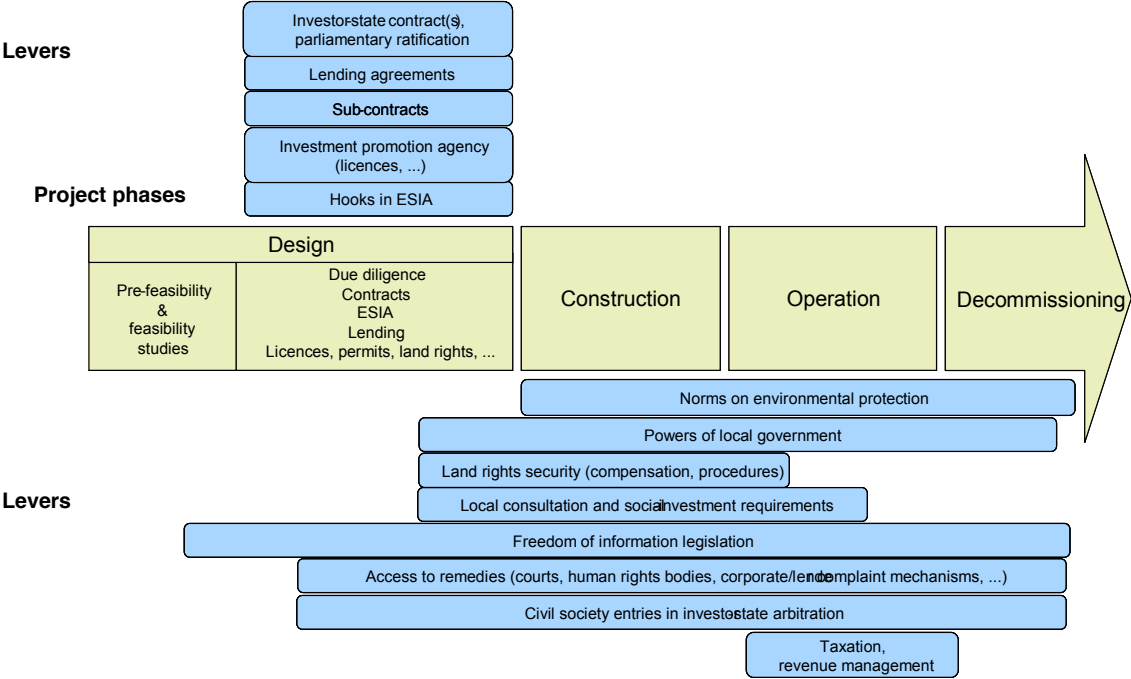 Levers
Investor-state contract(s),
parliamentary ratification
Lending agreements
Sub-contracts
Investment promotion agency
(licences, ...)
Project phases
Hooks in ESIA
Design
Pre-feasibility
&
feasibility
studies
Due diligence
Contracts
ESIA
Lending
Licences, permits, land rights, ...
Construction
Operation
Decommissioning
Norms on environmental protection
Powers of local government
Land rights security (compensation, procedures)
Levers
Local consultation and social investment requirements
Freedom of information legislation
Access to remedies (courts, human rights bodies, corporate/lender complaint mechanisms, ...)
Civil society entries in investor-state arbitration
Taxation,
revenue management